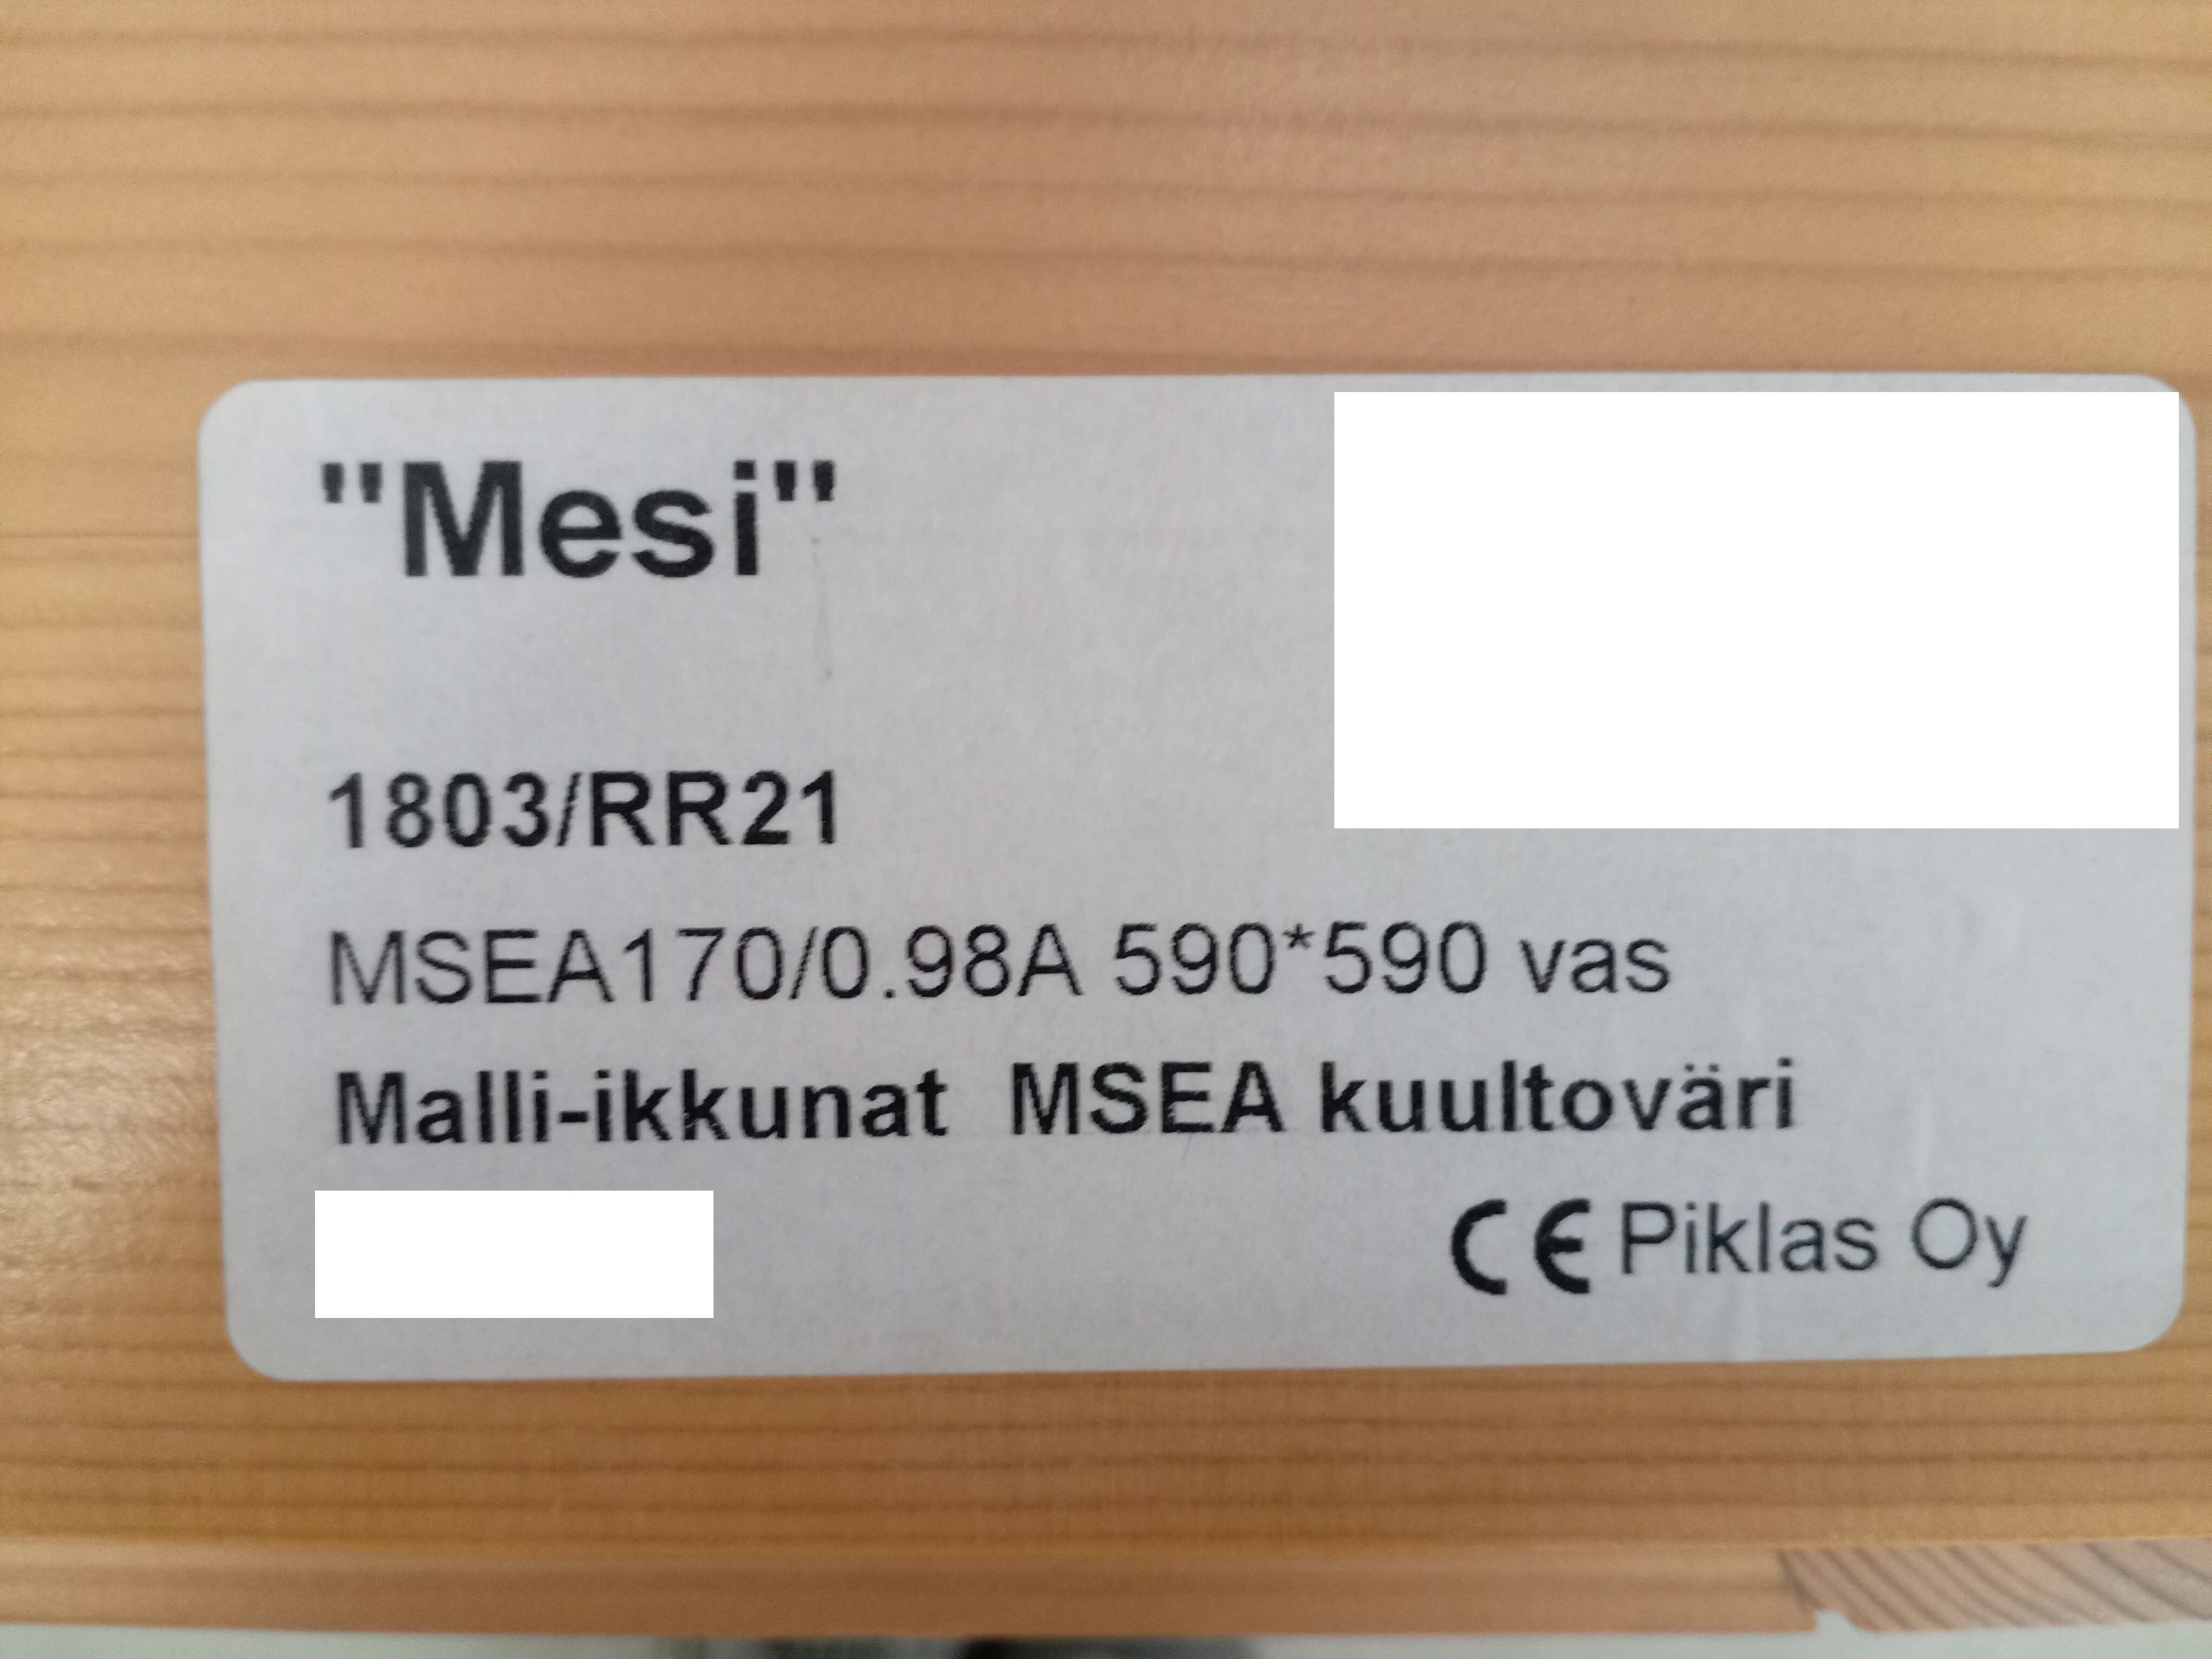 "Mesi"
1803/RR21
MSEA170/0.98A 590*590 vas
Malli-ikkunat MSEA kuultoväri
CE Piklas Oy